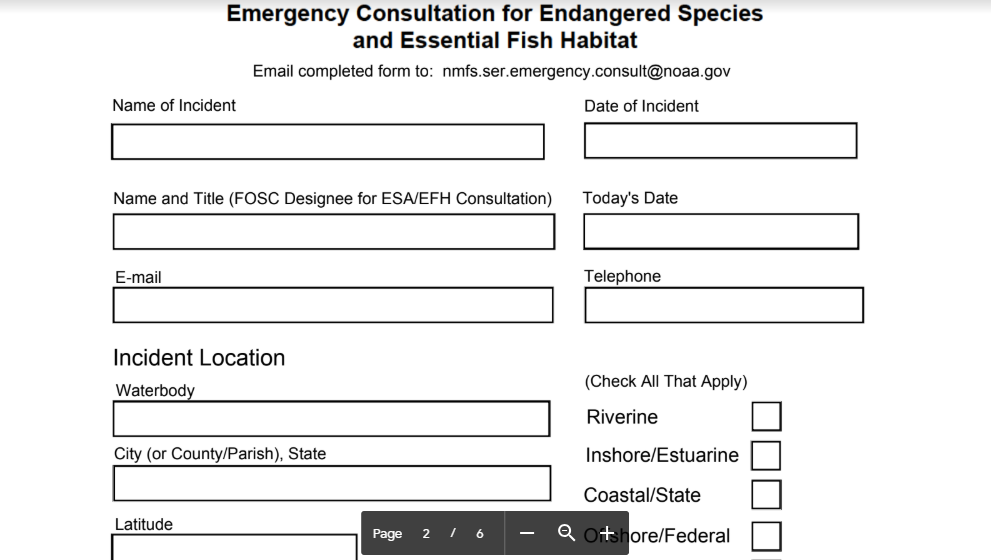 Emergency Consultation for Endangered Species
and Essential Fish Habitat
Email completed form to: nmfs.ser.emergency.consult@noaa.gov
Name of Incident
Date of Incident
Name and Title (FOSC Designee for ESA/EFH Consultation)
Today's Date
E-mail
Telephone
Incident Location
(Check All That Apply)
Waterbody
Riverine
City (or County/Parish), State
Inshore/Estuarine
Coastal/State
Latitude
Offshore/Federal
Page 2 / 6